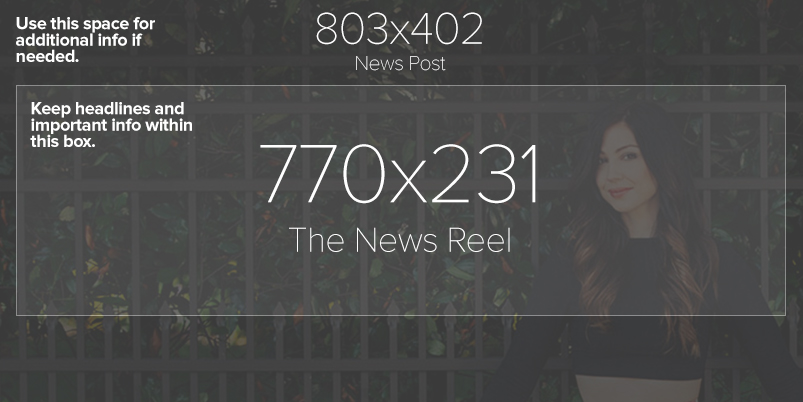 Use this space for
additional info if
needed.
803x402
News Post
Keep headlines and
important info within
this box.
770x231
The News Reel